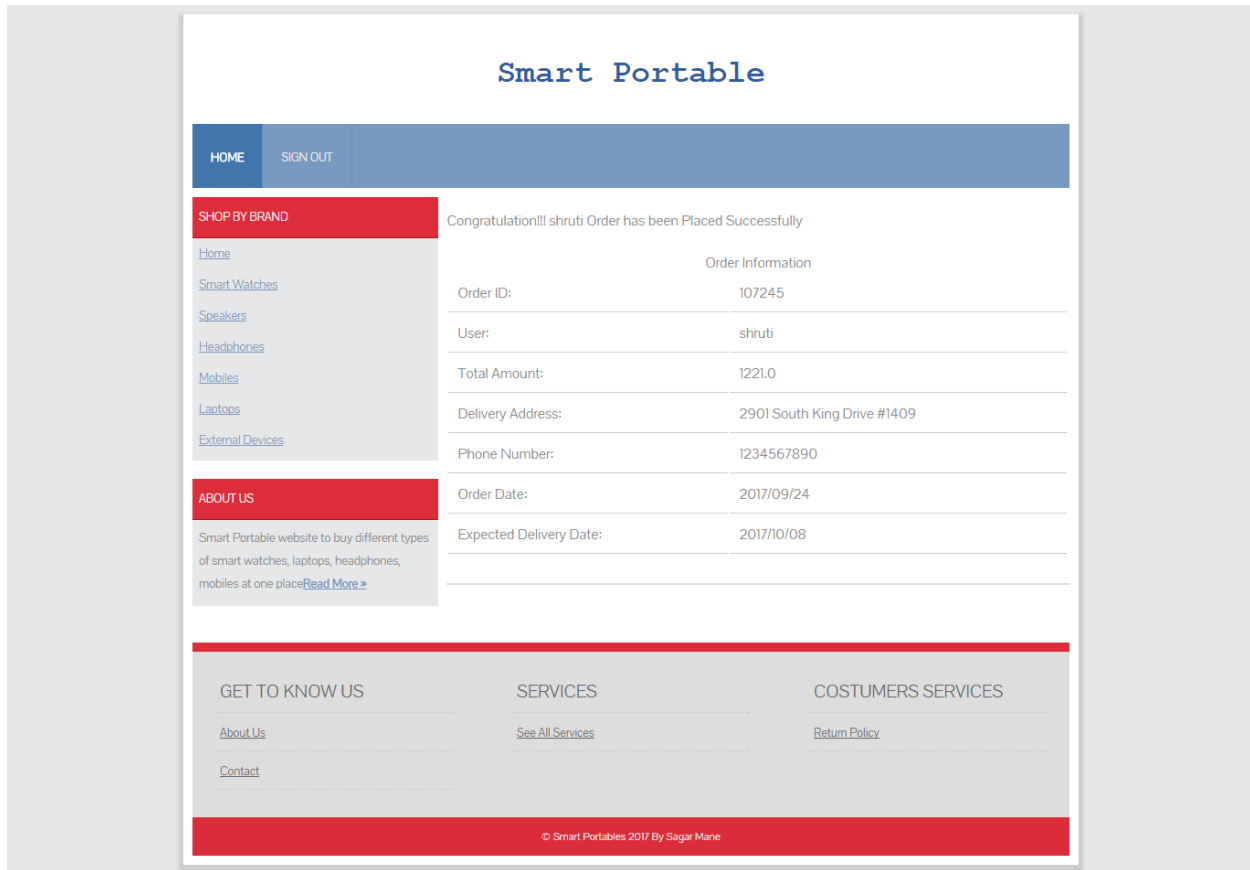 Smart Portable
HOME
SIGN OUT
SHOP BY BRAND
Home
Smart Watches
Speakers
Headphones
Mobiles
Laptops
External Devices
ABOUT US
Smart Portable website to buy different types
of smart watches, laptops, headphones,
mobiles at one placeRead More »
Congratulation!!! shruti Order has been Placed Successfully
Order Information
Order ID: 107245
User: shruti
Total Amount: 1221.0
Delivery Address: 2901 South King Drive #1409
Phone Number: 1234567890
Order Date: 2017/09/24
Expected Delivery Date: 2017/10/08
GET TO KNOW US
About Us
Contact
SERVICES
See All Services
COSTUMERS SERVICES
Return Policy
© Smart Portables 2017 By Sagar Mane